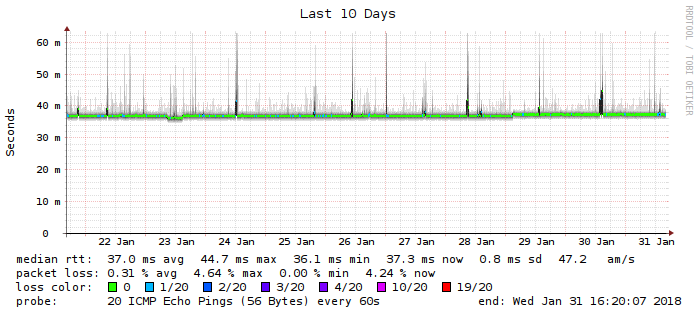 Last 10 Days
RRDTOOL / TOBI OETIKER
Seconds
60 m
50 m
40 m
30 m
20 m
10 m
0
22 Jan 23 Jan 24 Jan 25 Jan 26 Jan 27 Jan 28 Jan 29 Jan 30 Jan 31 Jan
median rtt: 37.0 ms avg 44.7 ms max 36.1 ms min 37.3 ms now 0.8 ms sd 47.2 am/s
packet loss: 0.31 % avg 4.64 % max 0.00 % min 4.24 % now
loss color: 0 1/20 2/20 3/20 4/20 10/20 19/20
probe: 20 ICMP Echo Pings (56 Bytes) every 60s end: Wed Jan 31 16:20:07 2018